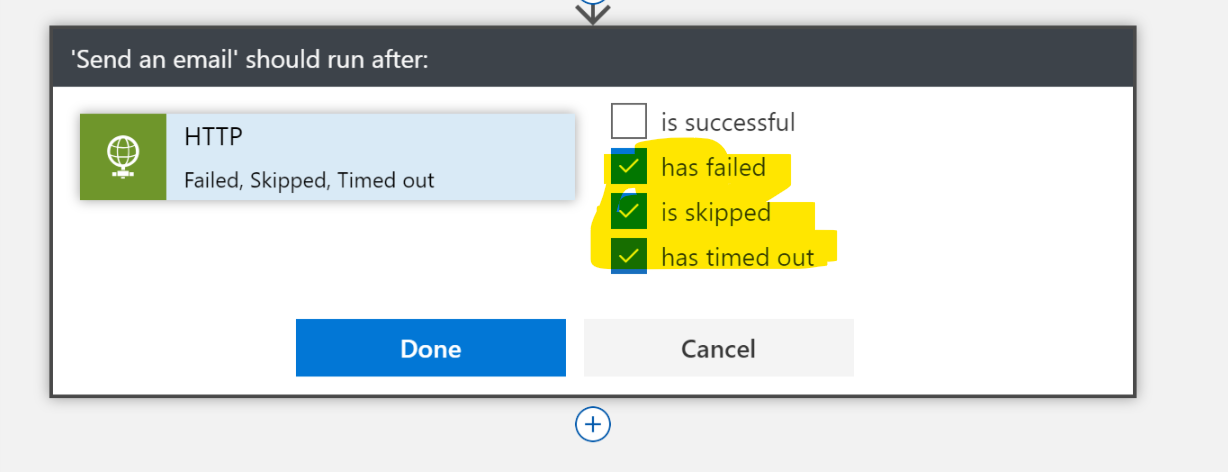 'Send an email' should run after:
HTTP
Failed, Skipped, Timed out
is successful
has failed
is skipped
has timed out
Done
Cancel